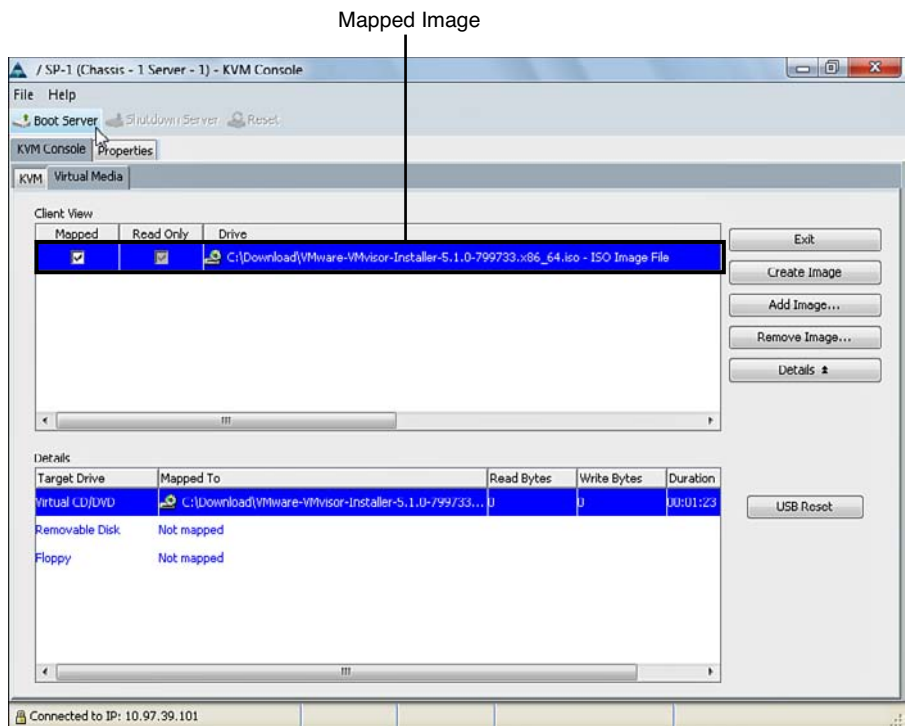 Mapped Image
/ SP-1 (Chassis - 1 Server - 1) - KVM Console
File Help
Boot Server Shutdown Server Reset
KVM Console Properties
KVM Virtual Media
Client View
Mapped Read Only Drive
C:\Download\VMware-VMvisor-Installer-5.1.0-799733.x86_64.iso - ISO Image File
Exit
Create Image
Add Image...
Remove Image...
Details
Details
Target Drive Mapped To Read Bytes Write Bytes Duration
Virtual CD/DVD C:\Download\VMware-VMvisor-Installer-5.1.0-799733... 0 0 00:01:23
Removable Disk Not mapped
Floppy Not mapped
USB Reset
Connected to IP: 10.97.39.101